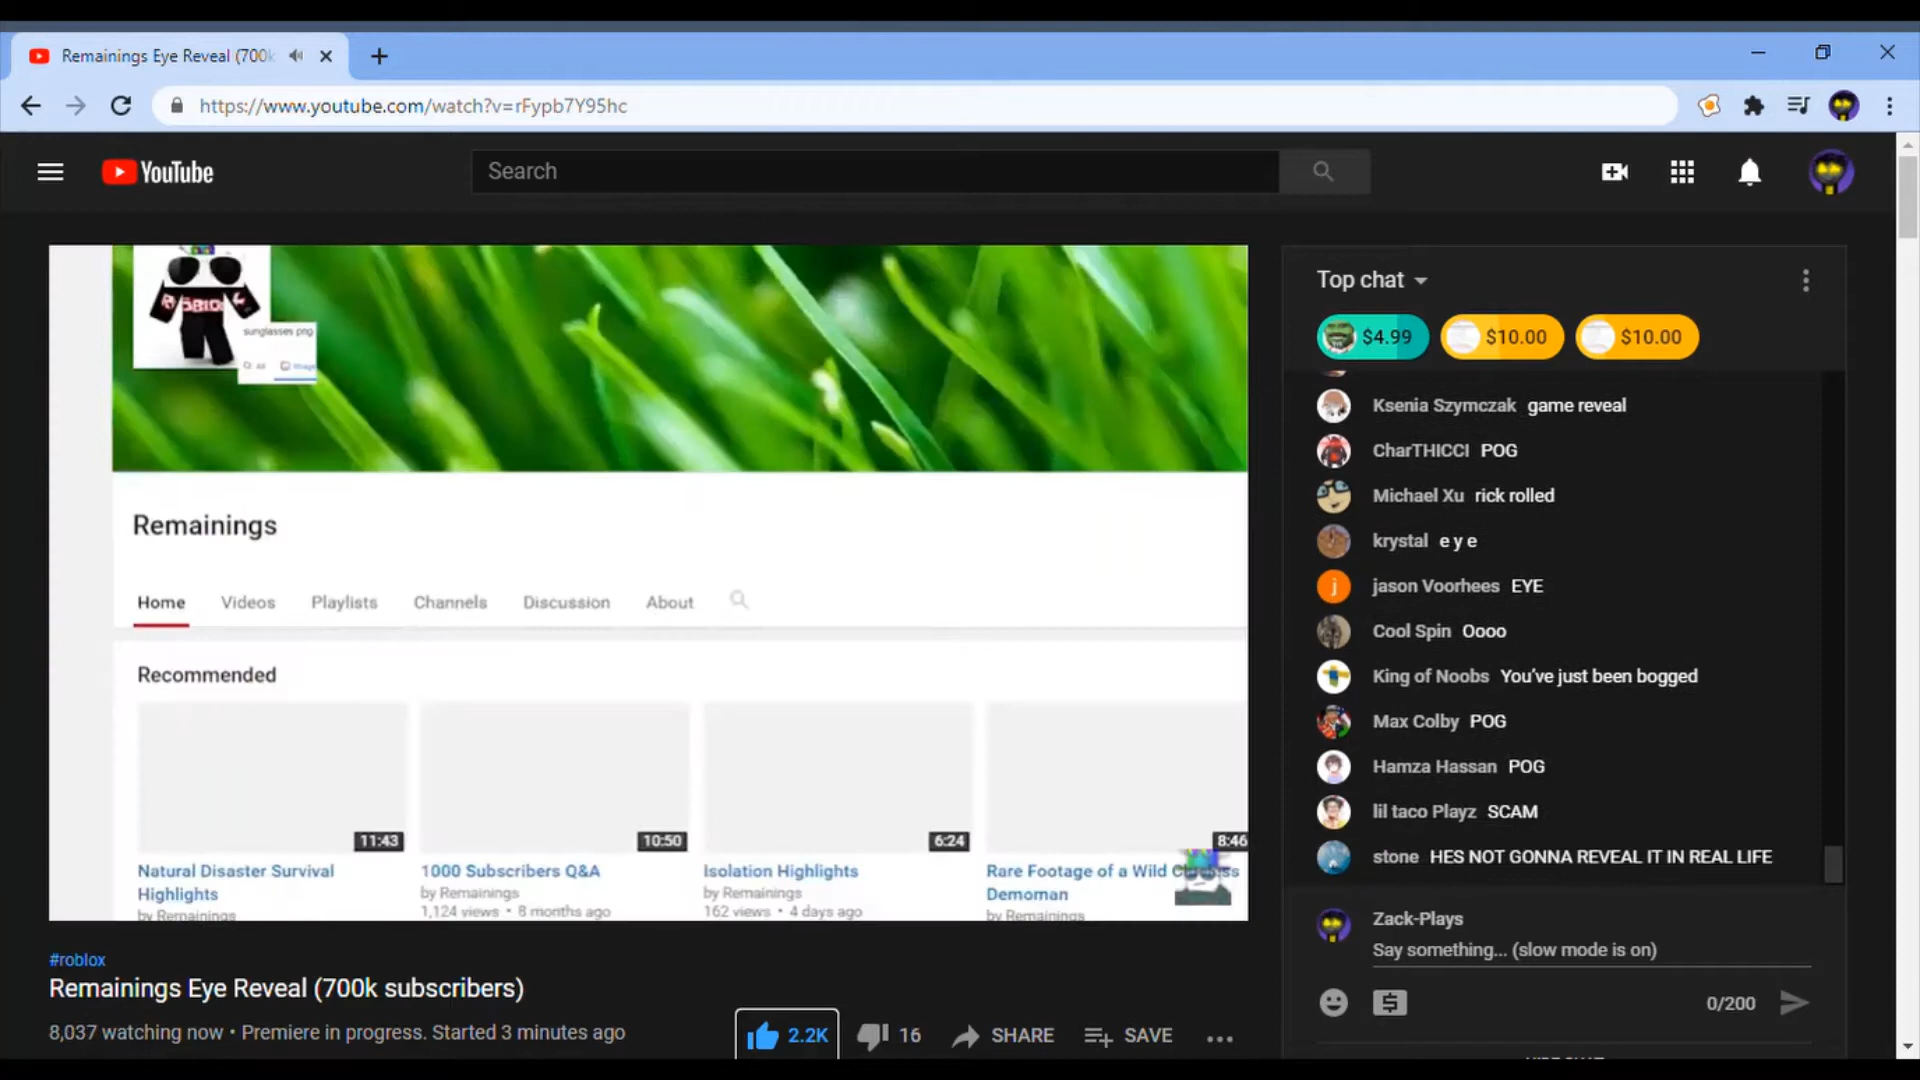 Remainings Eye Reveal (700k
https://www.youtube.com/watch?v=rFypb7Y95hc
YouTube
Search
sunglasses png
All
Remainings
Home Videos Playlists Channels Discussion About
Recommended
11:43
10:50
6:24
8:46
Natural Disaster Survival
Highlights
by Remainings
1000 Subscribers Q&A
by Remainings
1,124 views • 8 months ago
Isolation Highlights
by Remainings
162 views • 4 days ago
Rare Footage of a Wild
Demoman
by Remainings
#roblox
Remainings Eye Reveal (700k subscribers)
8,037 watching now • Premiere in progress. Started 3 minutes ago
2.2K 16 SHARE SAVE
Top chat
$4.99 $10.00 $10.00
Ksenia Szymczak game reveal
CharTHICCI POG
Michael Xu rick rolled
krystal e y e
jason Voorhees EYE
Cool Spin Oooo
King of Noobs You've just been bogged
Max Colby POG
Hamza Hassan POG
lil taco Playz SCAM
stone HES NOT GONNA REVEAL IT IN REAL LIFE
Zack-Plays
Say something... (slow mode is on)
0/200